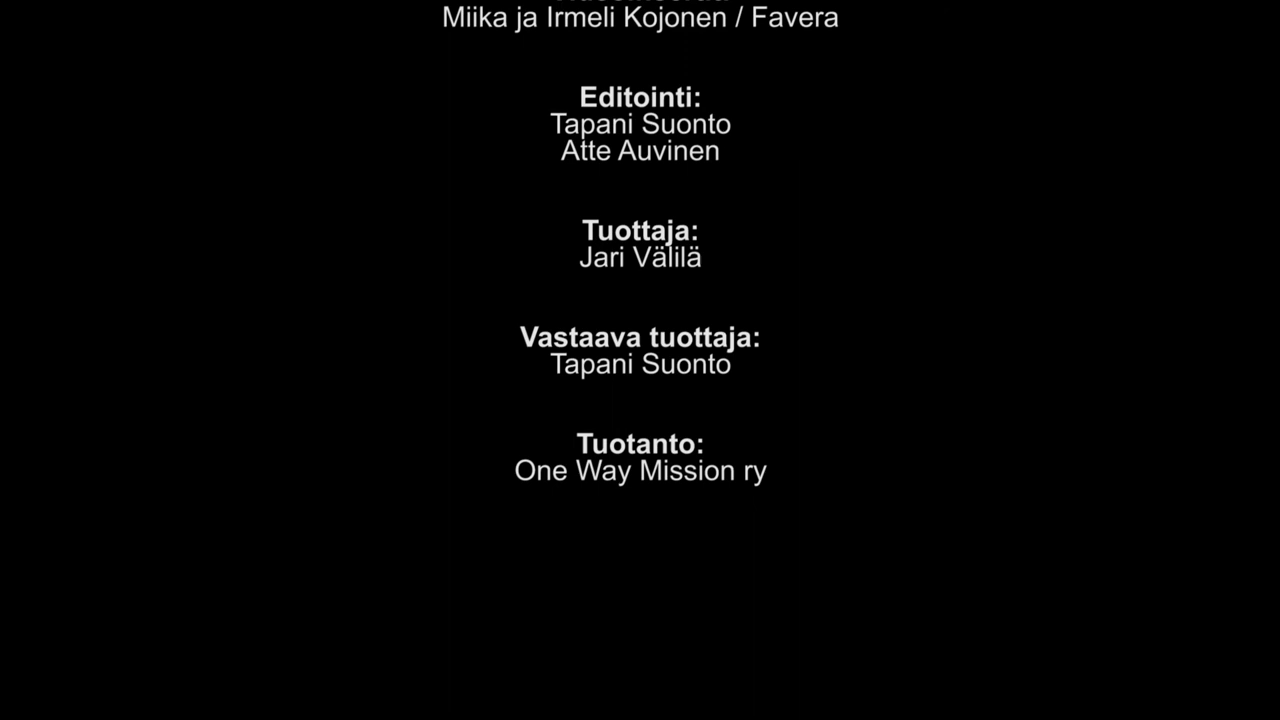 Miika ja Irmeli Kojonen / Favera
Editointi:
Tapani Suonto
Atte Auvinen
Tuottaja:
Jari Välilä
Vastaava tuottaja:
Tapani Suonto
Tuotanto:
One Way Mission ry